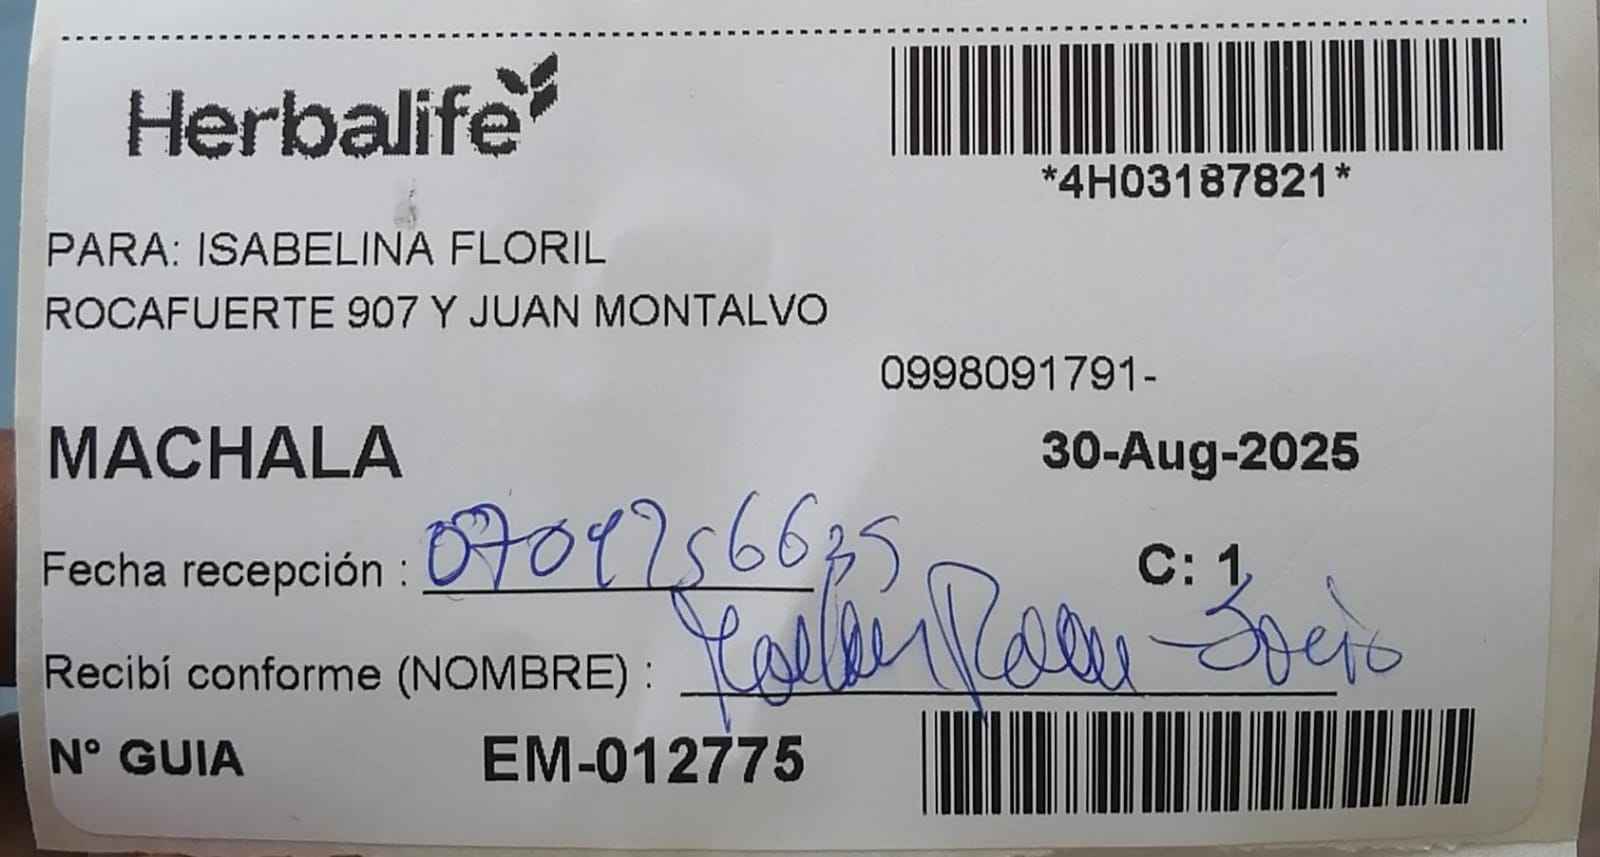 Herbalife
*4H03187821*
PARA: ISABELINA FLORIL
ROCAFUERTE 907 Y JUAN MONTALVO
0998091791-
MACHALA
30-Aug-2025
Fecha recepción :
C: 1
Recibí conforme (NOMBRE) :
Nº GUIA EM-012775